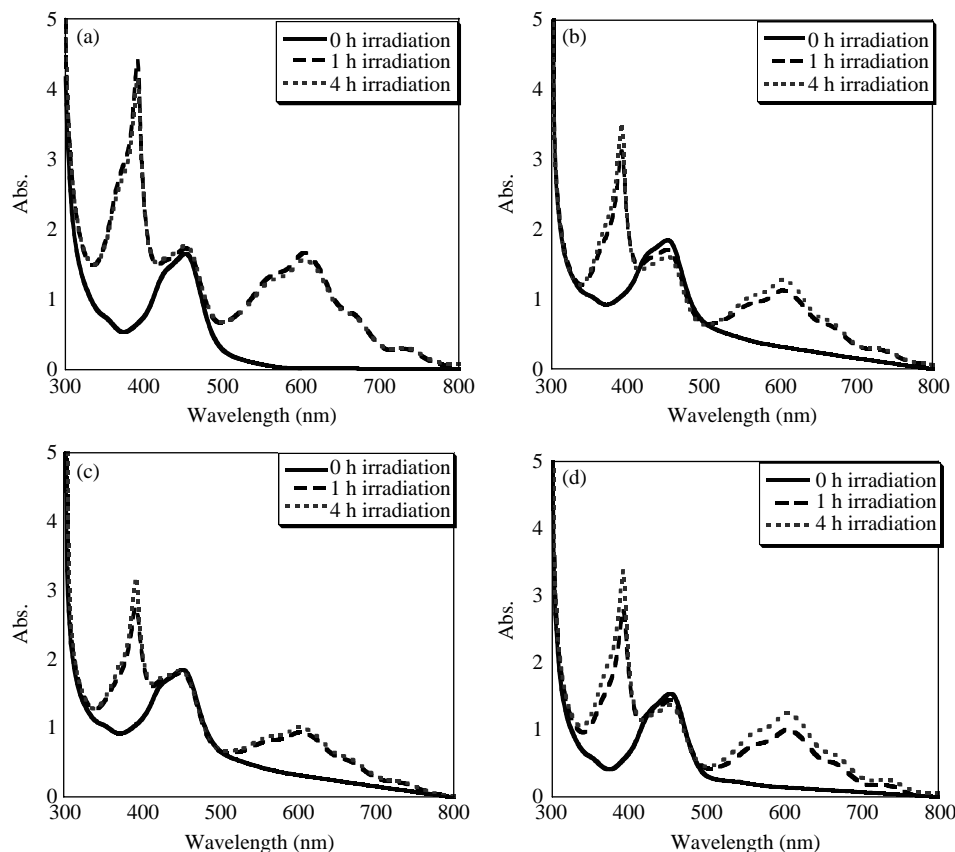 (a)
0 h irradiation
1 h irradiation
4 h irradiation
5
4
3
2
1
0
Abs.
300 400 500 600 700 800
Wavelength (nm)
(b)
0 h irradiation
1 h irradiation
4 h irradiation
5
4
3
2
1
0
Abs.
300 400 500 600 700 800
Wavelength (nm)
(c)
0 h irradiation
1 h irradiation
4 h irradiation
5
4
3
2
1
0
Abs.
300 400 500 600 700 800
Wavelength (nm)
(d)
0 h irradiation
1 h irradiation
4 h irradiation
5
4
3
2
1
0
Abs.
300 400 500 600 700 800
Wavelength (nm)